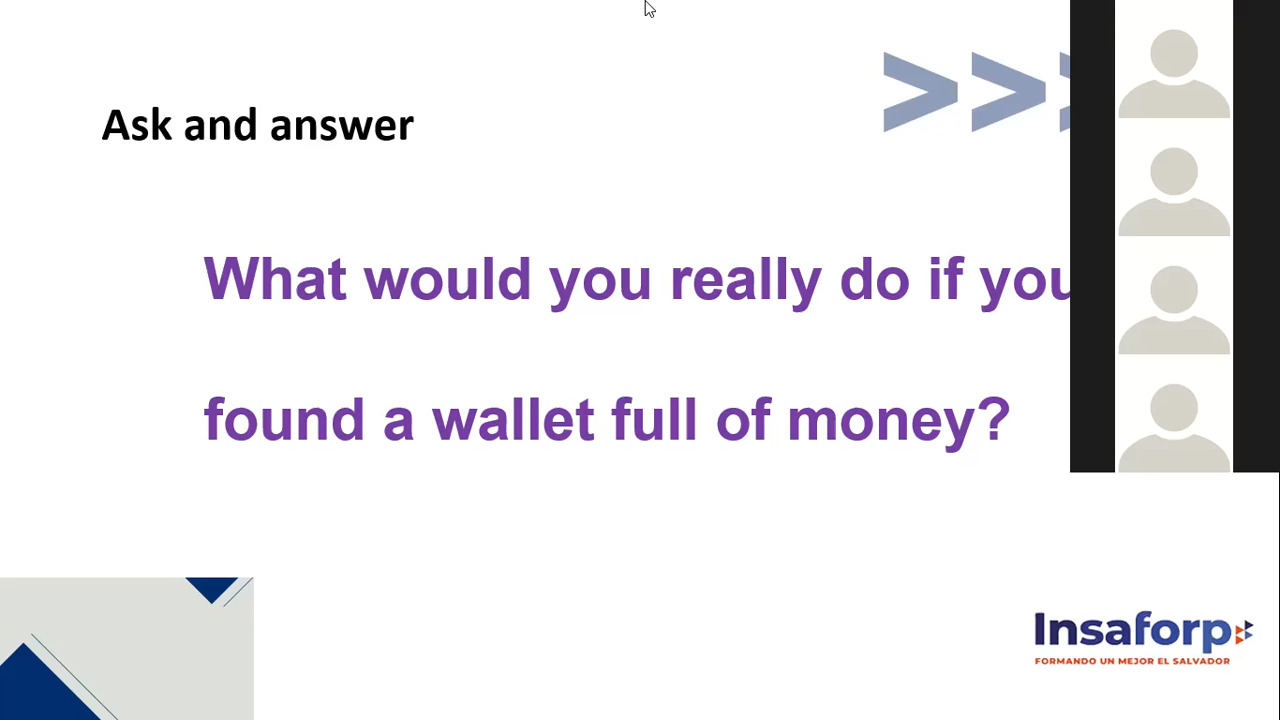 >>>
Ask and answer
What would you really do if you
found a wallet full of money?
Insaforp
FORMANDO UN MEJOR EL SALVADOR